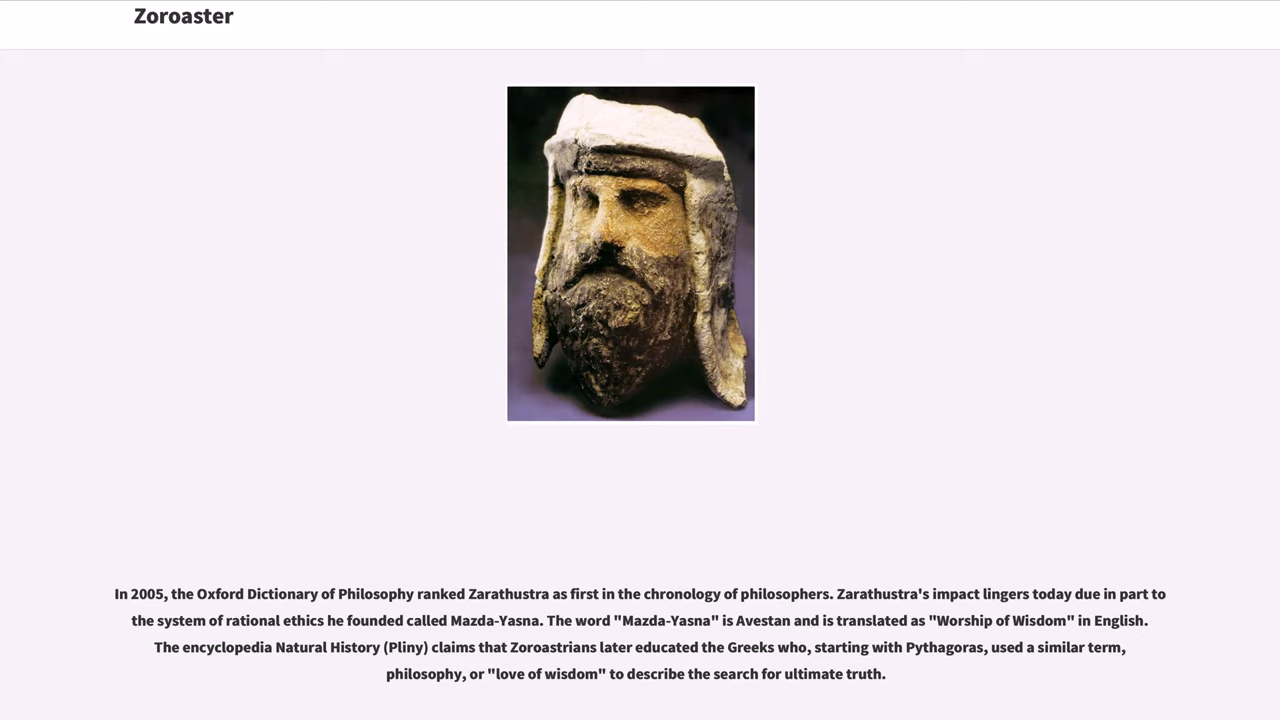 Zoroaster
In 2005, the Oxford Dictionary of Philosophy ranked Zarathustra as first in the chronology of philosophers. Zarathustra's impact lingers today due in part to
the system of rational ethics he founded called Mazda-Yasna. The word "Mazda-Yasna" is Avestan and is translated as "Worship of Wisdom" in English.
The encyclopedia Natural History (Pliny) claims that Zoroastrians later educated the Greeks who, starting with Pythagoras, used a similar term,
philosophy, or "love of wisdom" to describe the search for ultimate truth.